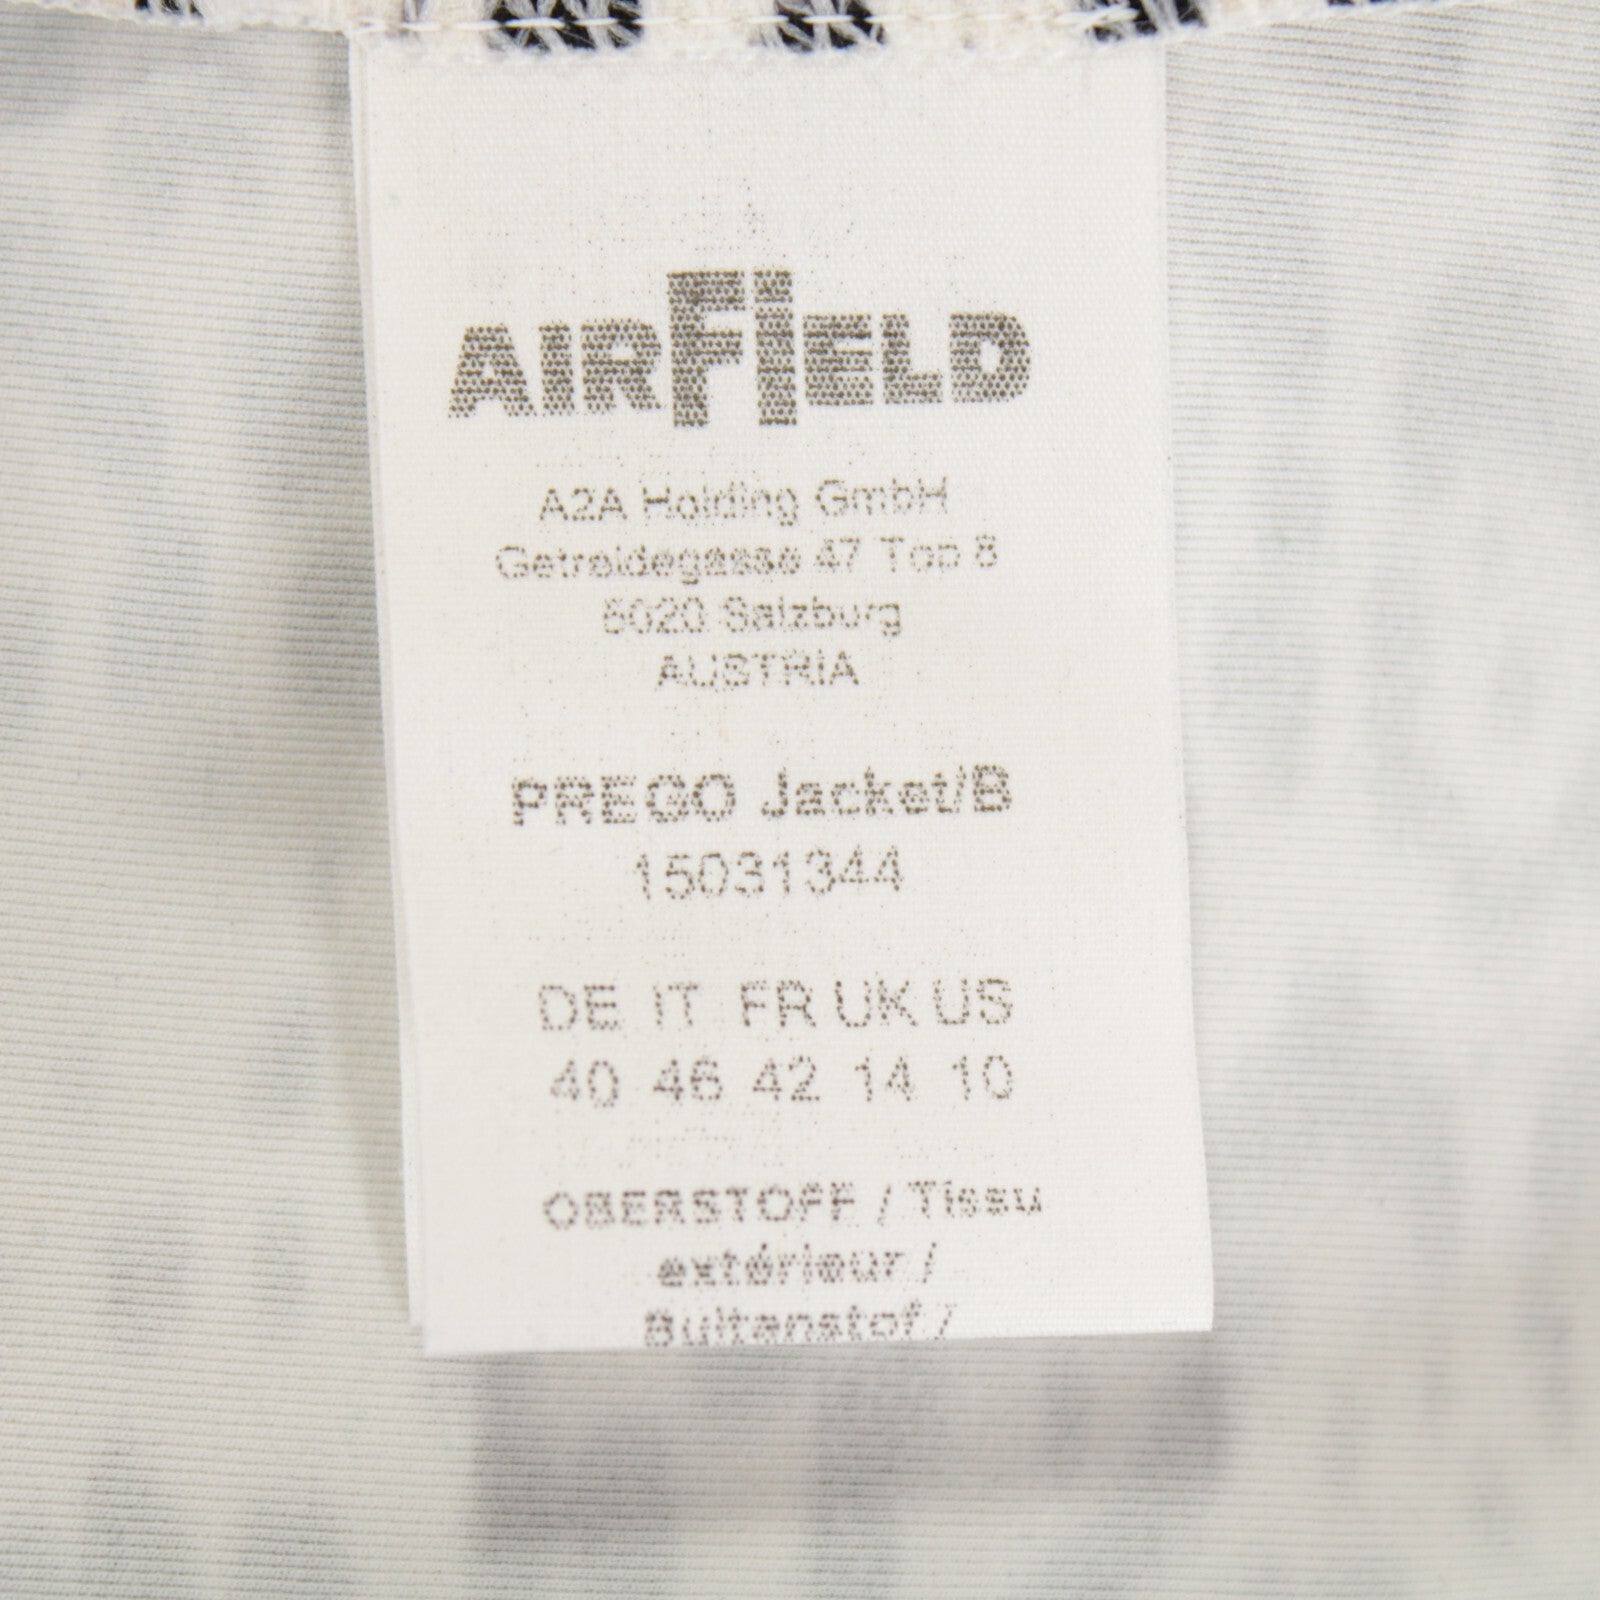 AIRFIELD
A2A Holding GmbH
Getreidegasse 47 Top 8
5020 Salzburg
AUSTRIA
PREGO Jacket/B
15031344
DE IT FR UK US
40 46 42 14 10
OBERSTOFF / Tissu
extérieur /
Buitenstof /